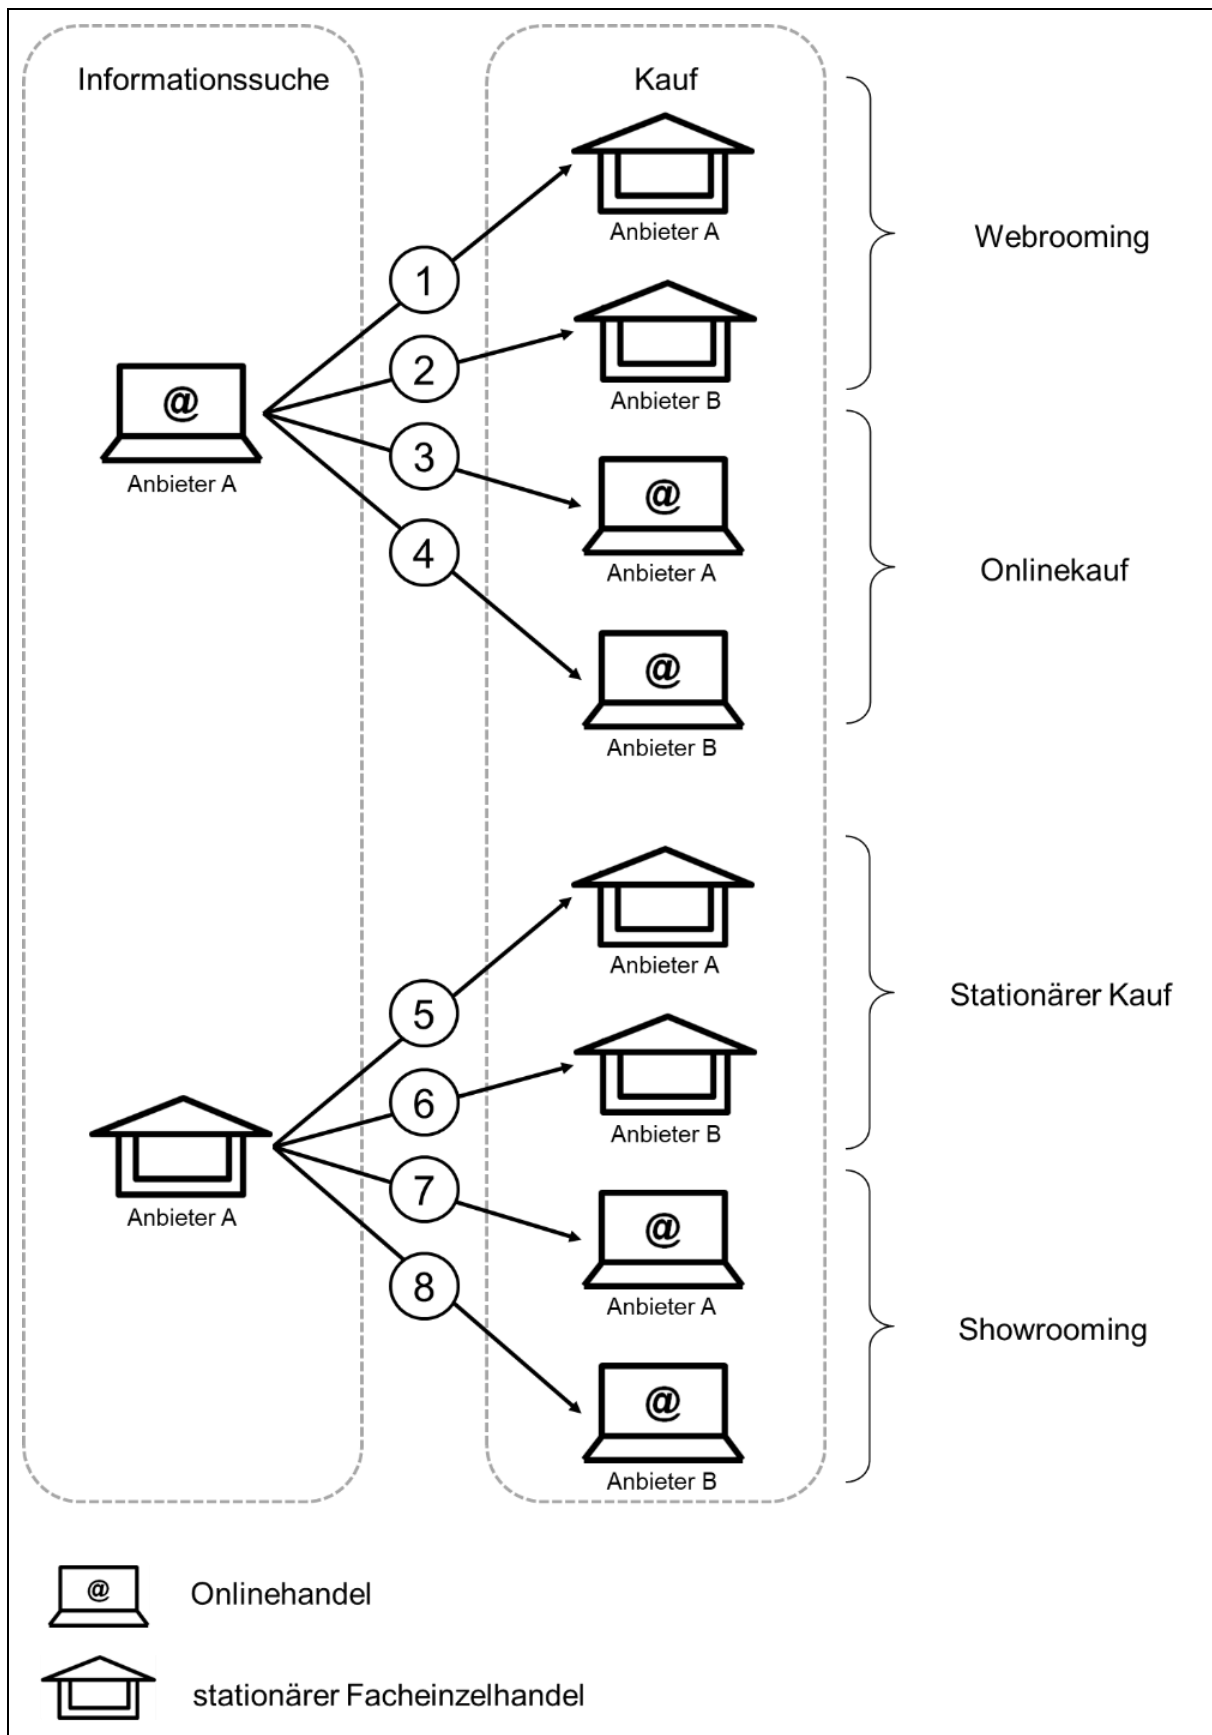 Informationssuche
Kauf
Anbieter A
Webrooming
1
2
Anbieter B
@
Anbieter A
3
@
Anbieter A
Onlinekauf
4
@
Anbieter B
Anbieter A
Stationärer Kauf
5
6
Anbieter B
Anbieter A
7
@
Anbieter A
Showrooming
8
@
Anbieter B
@ Onlinehandel
stationärer Facheinzelhandel